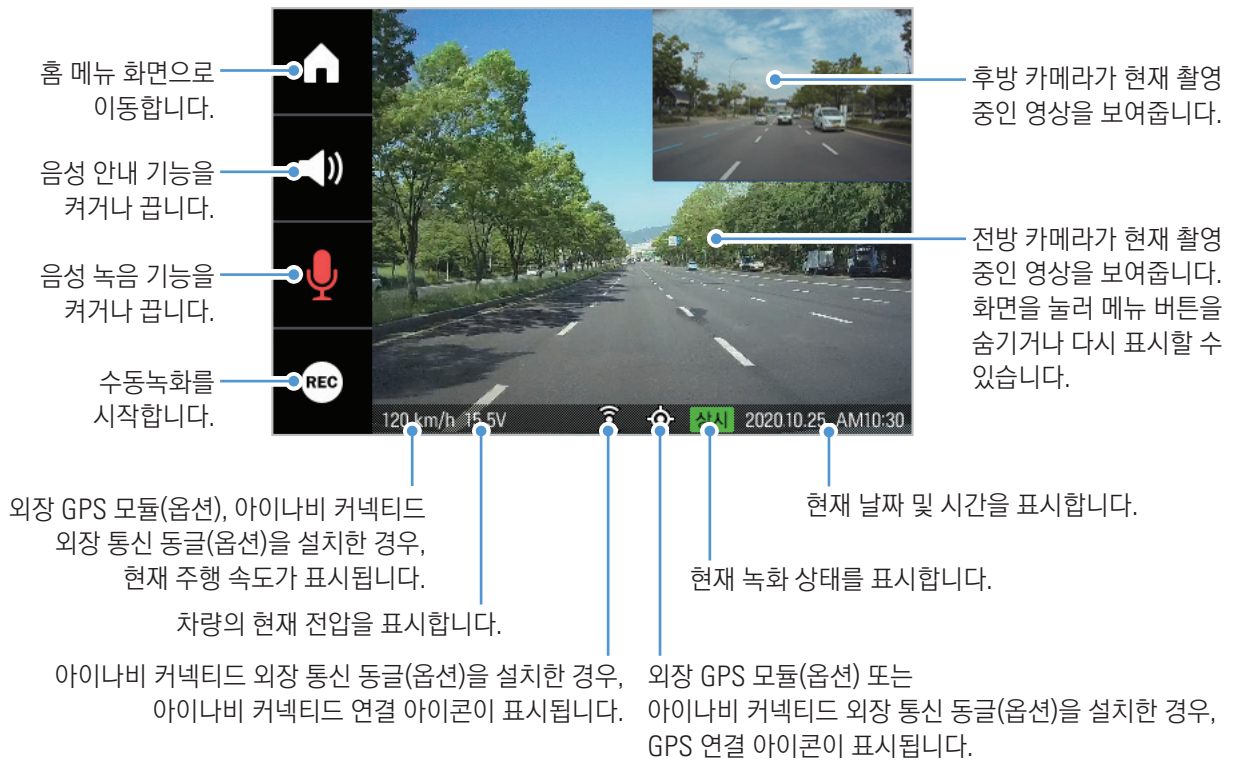 홈 메뉴 화면으로
이동합니다.
음성 안내 기능을
켜거나 끕니다.
음성 녹음 기능을
켜거나 끕니다.
수동녹화를
시작합니다.
REC
후방 카메라가 현재 촬영
중인 영상을 보여줍니다.
전방 카메라가 현재 촬영
중인 영상을 보여줍니다.
화면을 눌러 메뉴 버튼을
숨기거나 다시 표시할 수
있습니다.
120 km/h 15.5V 상시 2020.10.25 AM10:30
외장 GPS 모듈(옵션), 아이나비 커넥티드
외장 통신 동글(옵션)을 설치한 경우,
현재 주행 속도가 표시됩니다.
차량의 현재 전압을 표시합니다.
아이나비 커넥티드 외장 통신 동글(옵션)을 설치한 경우,
아이나비 커넥티드 연결 아이콘이 표시됩니다.
현재 날짜 및 시간을 표시합니다.
현재 녹화 상태를 표시합니다.
외장 GPS 모듈(옵션) 또는
아이나비 커넥티드 외장 통신 동글(옵션)을 설치한 경우,
GPS 연결 아이콘이 표시됩니다.